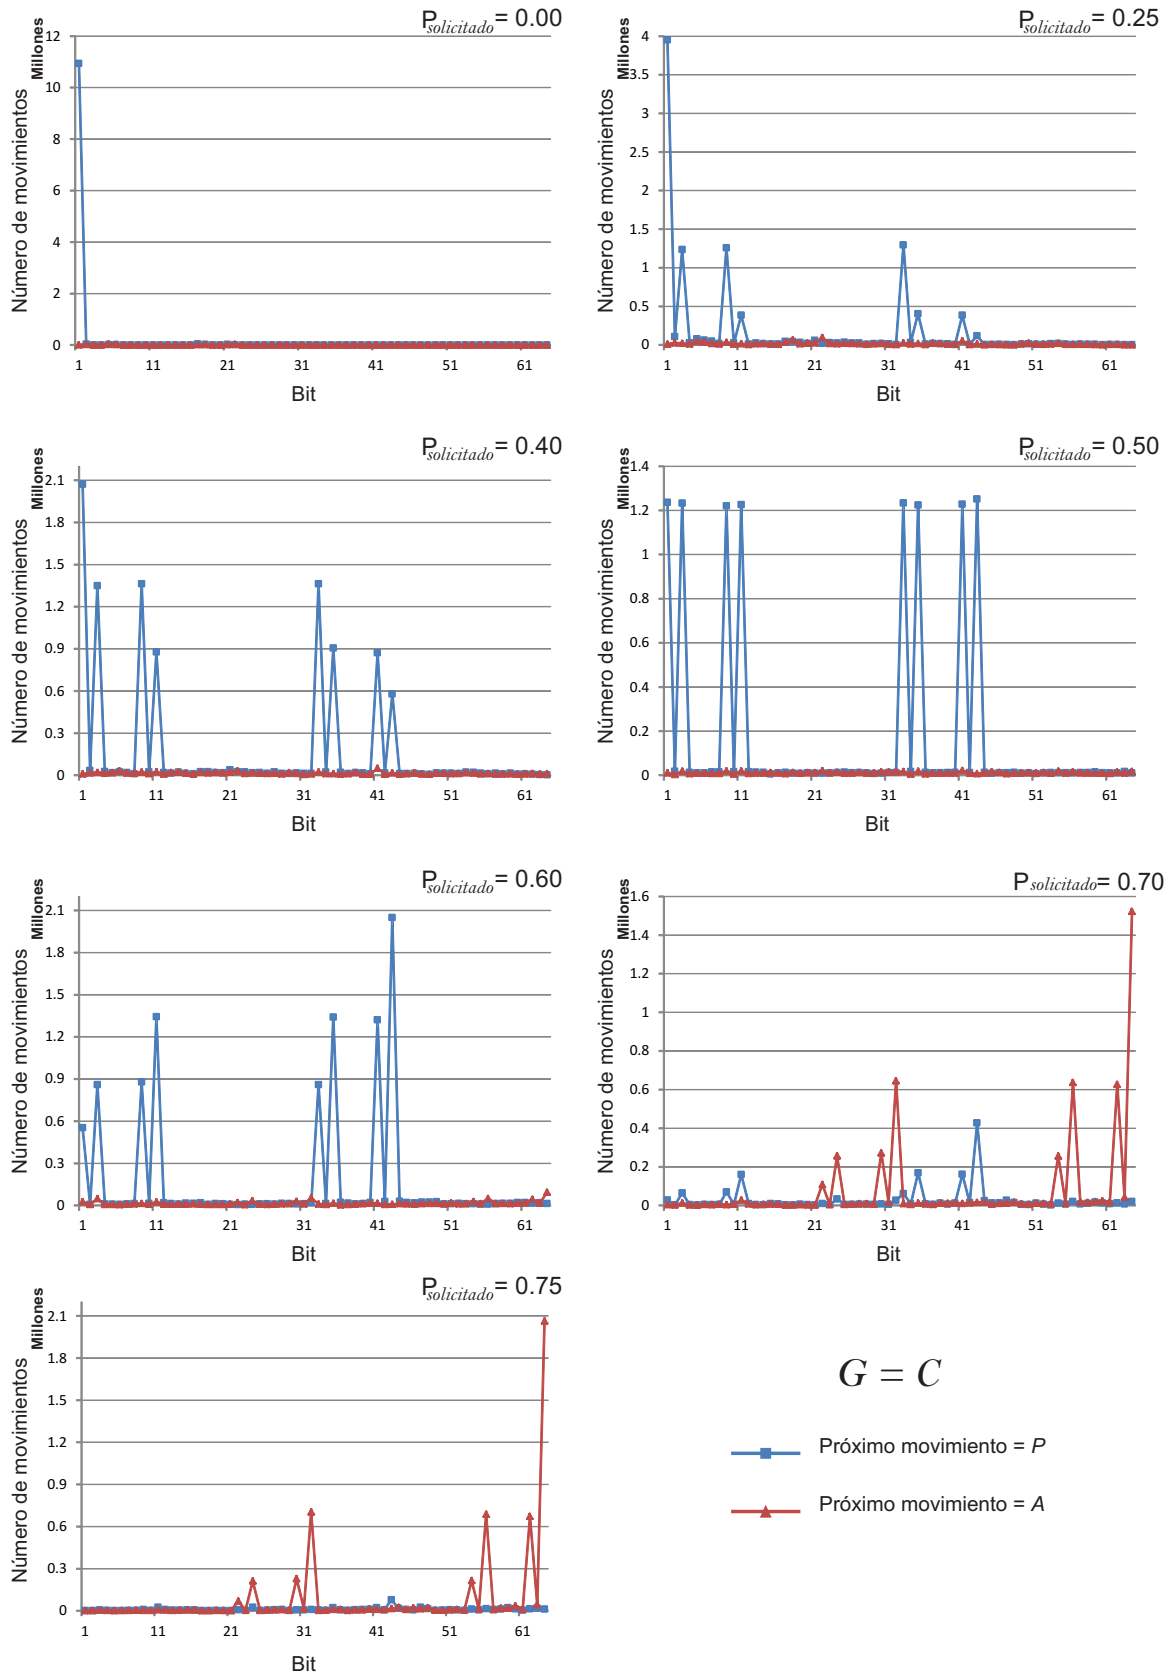 P solicitado = 0.00
Millones
Número de movimientos
12
10
8
6
4
2
0
1 11 21 31 41 51 61
Bit
P solicitado = 0.25
Millones
Número de movimientos
4
3.5
3
2.5
2
1.5
1
0.5
0
1 11 21 31 41 51 61
Bit
P solicitado = 0.40
Millones
Número de movimientos
2.1
1.8
1.5
1.2
0.9
0.6
0.3
0
1 11 21 31 41 51 61
Bit
P solicitado = 0.50
Millones
Número de movimientos
1.4
1.2
1
0.8
0.6
0.4
0.2
0
1 11 21 31 41 51 61
Bit
P solicitado = 0.60
Millones
Número de movimientos
2.1
1.8
1.5
1.2
0.9
0.6
0.3
0
1 11 21 31 41 51 61
Bit
P solicitado = 0.70
Millones
Número de movimientos
1.6
1.4
1.2
1
0.8
0.6
0.4
0.2
0
1 11 21 31 41 51 61
Bit
P solicitado = 0.75
Millones
Número de movimientos
2.1
1.8
1.5
1.2
0.9
0.6
0.3
0
1 11 21 31 41 51 61
Bit
G = C
Próximo movimiento = P
Próximo movimiento = A